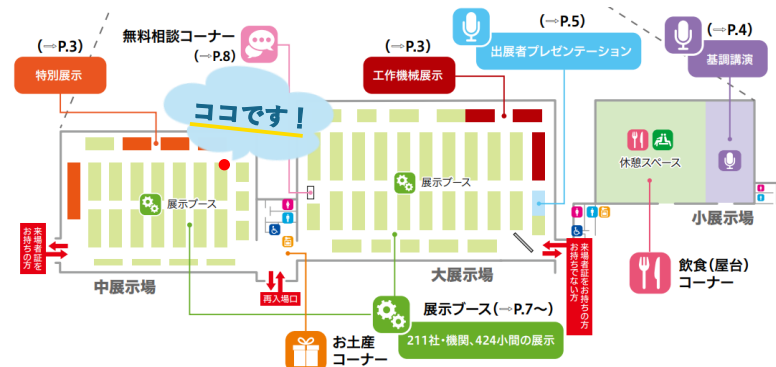 (⇒P.3)
特別展示
無料相談コーナー
(⇒P.8)
ココです！
(⇒P.3)
工作機械展示
(⇒P.5)
出展者プレゼンテーション
(⇒P.4)
基調講演
展示ブース
展示ブース
休憩スペース
来場者証を
お持ちの方
中展示場
再入場口
大展示場
来場者証をお持ちの方
お持ちでない方
小展示場
飲食(屋台)
コーナー
お土産
コーナー
展示ブース(⇒P.7〜)
211社・機関、424小間の展示